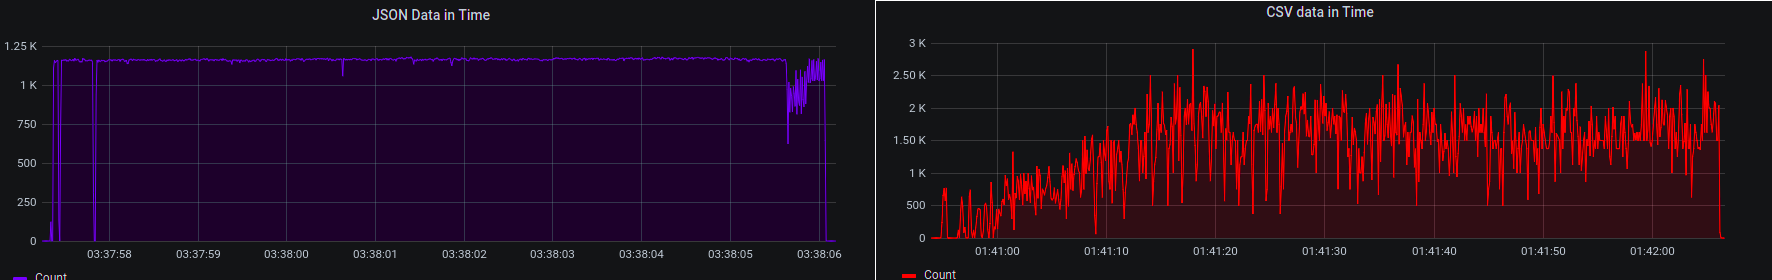 JSON Data in Time
1.25 K
1 K
750
500
250
0
03:37:58 03:37:59 03:38:00 03:38:01 03:38:02 03:38:03 03:38:04 03:38:05 03:38:06
Count
CSV data in Time
3 K
2.50 K
2 K
1.50 K
1 K
500
0
01:41:00 01:41:10 01:41:20 01:41:30 01:41:40 01:41:50 01:42:00
Count